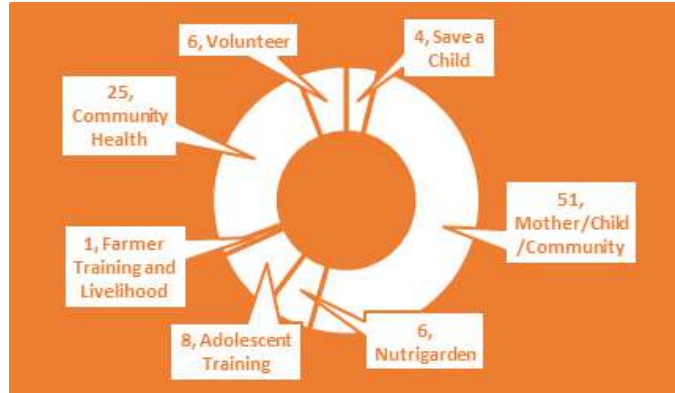 6, Volunteer
4, Save a
Child
25,
Community
Health
51,
Mother/Child
/Community
1, Farmer
Training and
Livelihood
8, Adolescent
Training
6,
Nutrigarden